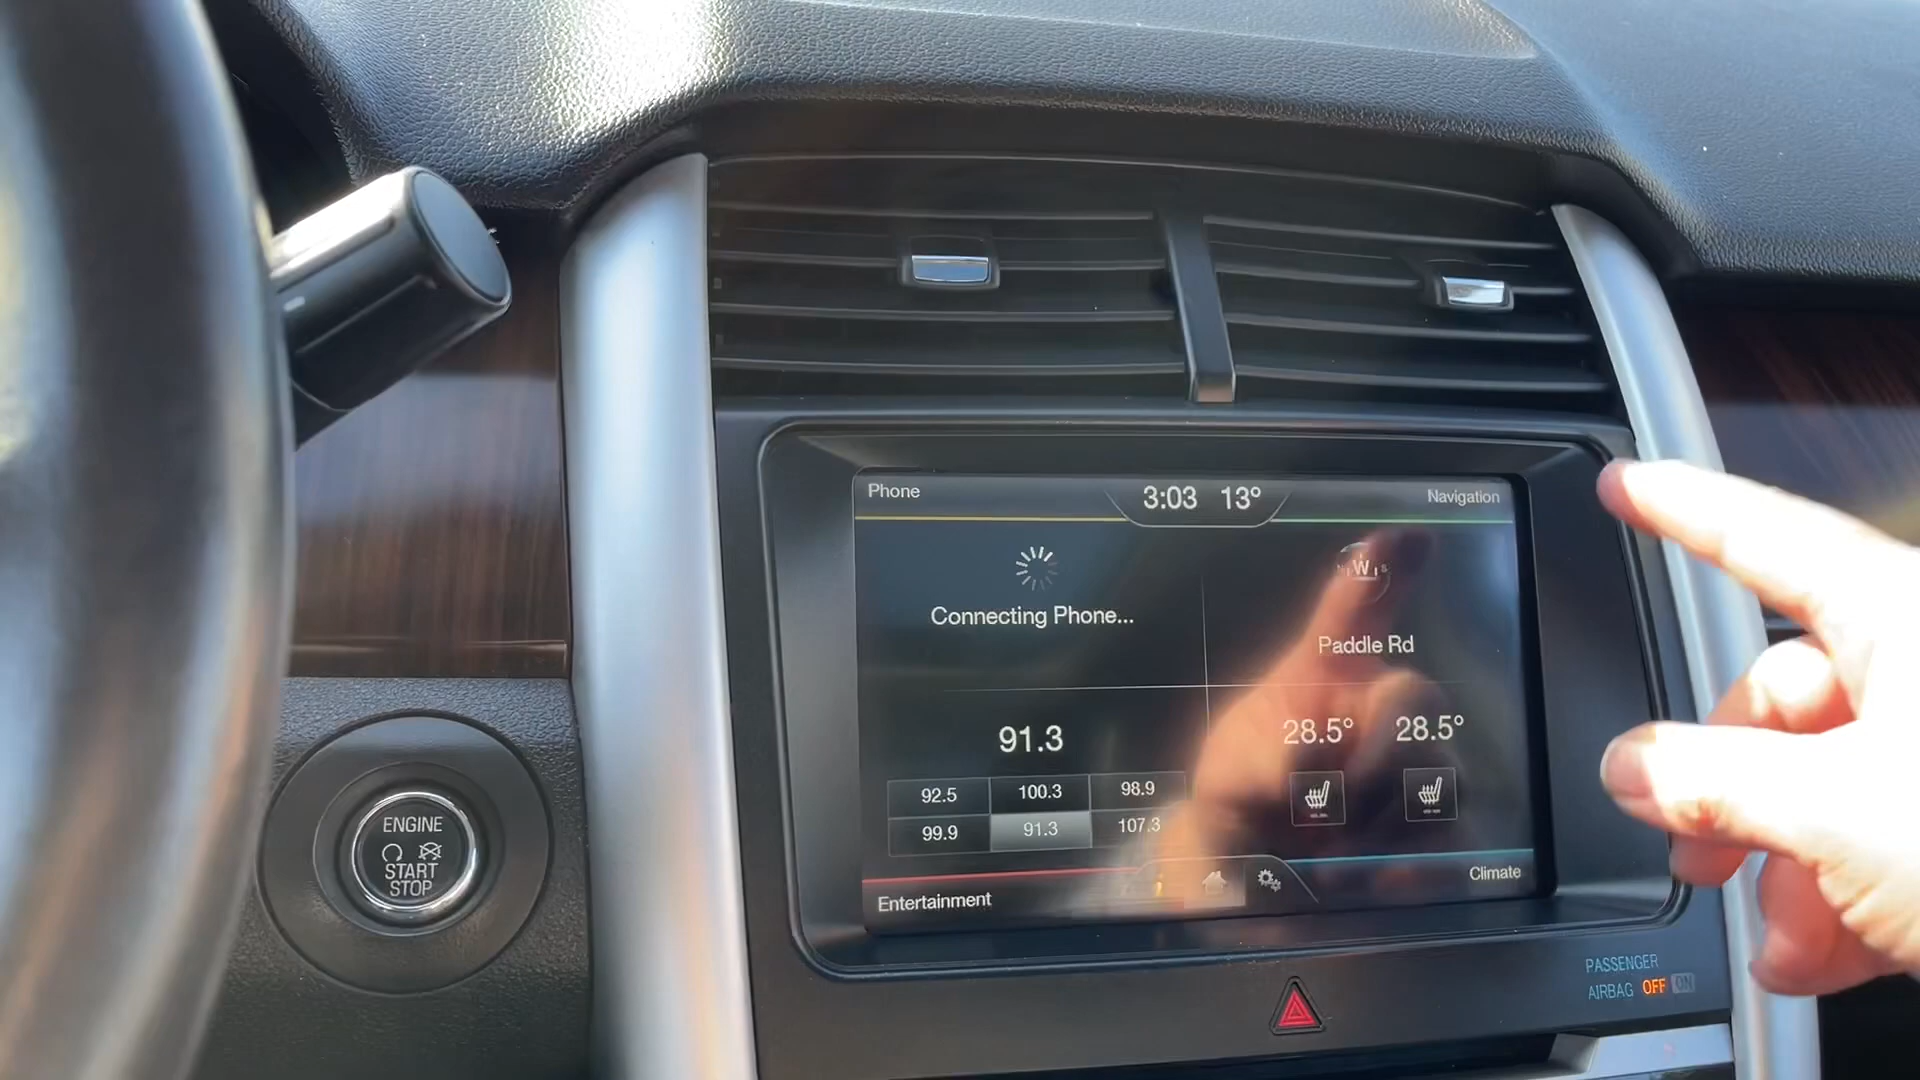 Phone
3:03 13°
Navigation
Connecting Phone...
W S
Paddle Rd
91.3
28.5° 28.5°
92.5 100.3 98.9
99.9 91.3 107.3
Entertainment
Climate
ENGINE
START
STOP
PASSENGER
AIRBAG OFF ON